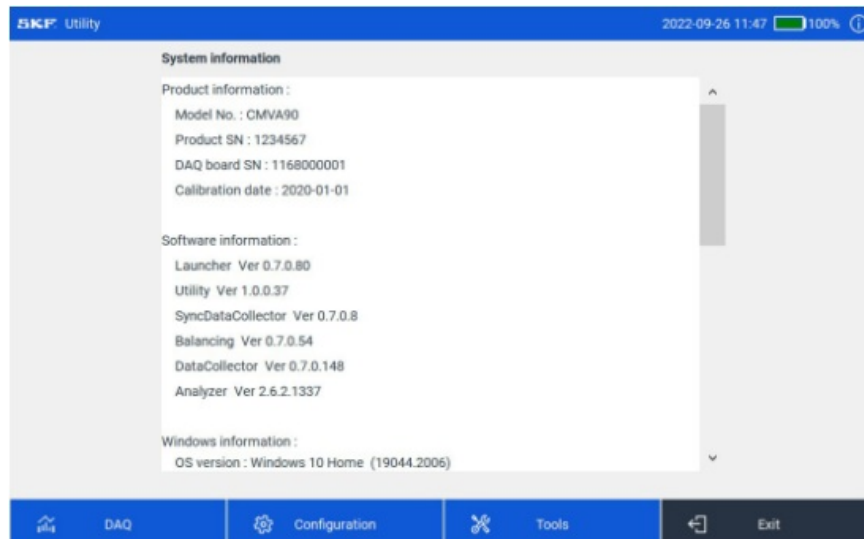 SKF Utility 2022-09-26 11:47 100%
System information
Product information :
Model No. : CMVA90
Product SN : 1234567
DAQ board SN : 1168000001
Calibration date : 2020-01-01
Software information :
Launcher Ver 0.7.0.80
Utility Ver 1.0.0.37
SyncDataCollector Ver 0.7.0.8
Balancing Ver 0.7.0.54
DataCollector Ver 0.7.0.148
Analyzer Ver 2.6.2.1337
Windows information :
OS version : Windows 10 Home (19044.2006)
DAQ Configuration Tools Exit